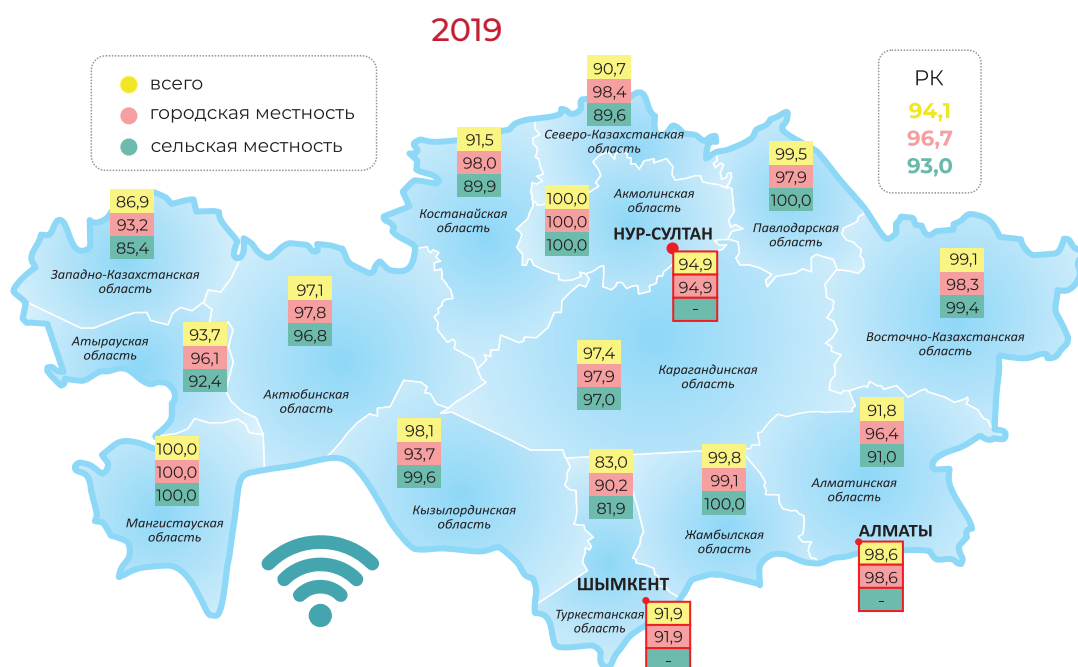 2019
всего
городская местность
сельская местность
РК
94,1
96,7
93,0
90,7
98,4
89,6
Северо-Казахстанская
область
91,5
98,0
89,9
Костанайская
область
100,0
100,0
100,0
Акмолинская
область
НУР-СУЛТАН
94,9
94,9
-
99,5
97,9
100,0
Павлодарская
область
86,9
93,2
85,4
Западно-Казахстанская
область
97,1
97,8
96,8
Актюбинская
область
99,1
98,3
99,4
Восточно-Казахстанская
область
Атырауская
область
93,7
96,1
92,4
97,4
97,9
97,0
Карагандинская
область
100,0
100,0
100,0
Мангистауская
область
98,1
93,7
99,6
Кызылординская
область
83,0
90,2
81,9
99,8
99,1
100,0
Жамбылская
область
91,8
96,4
91,0
Алматинская
область
АЛМАТЫ
98,6
98,6
-
ШЫМКЕНТ
Туркестанская
область
91,9
91,9
-